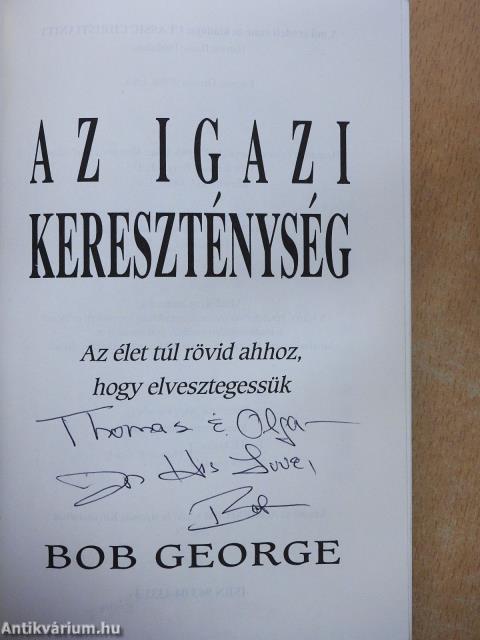 AZ IGAZI
KERESZTÉNYSÉG
Az élet túl rövid ahhoz,
hogy elvesztegessük
Thomas & Olga
In His Love,
Bob
BOB GEORGE
Antikvárium.hu